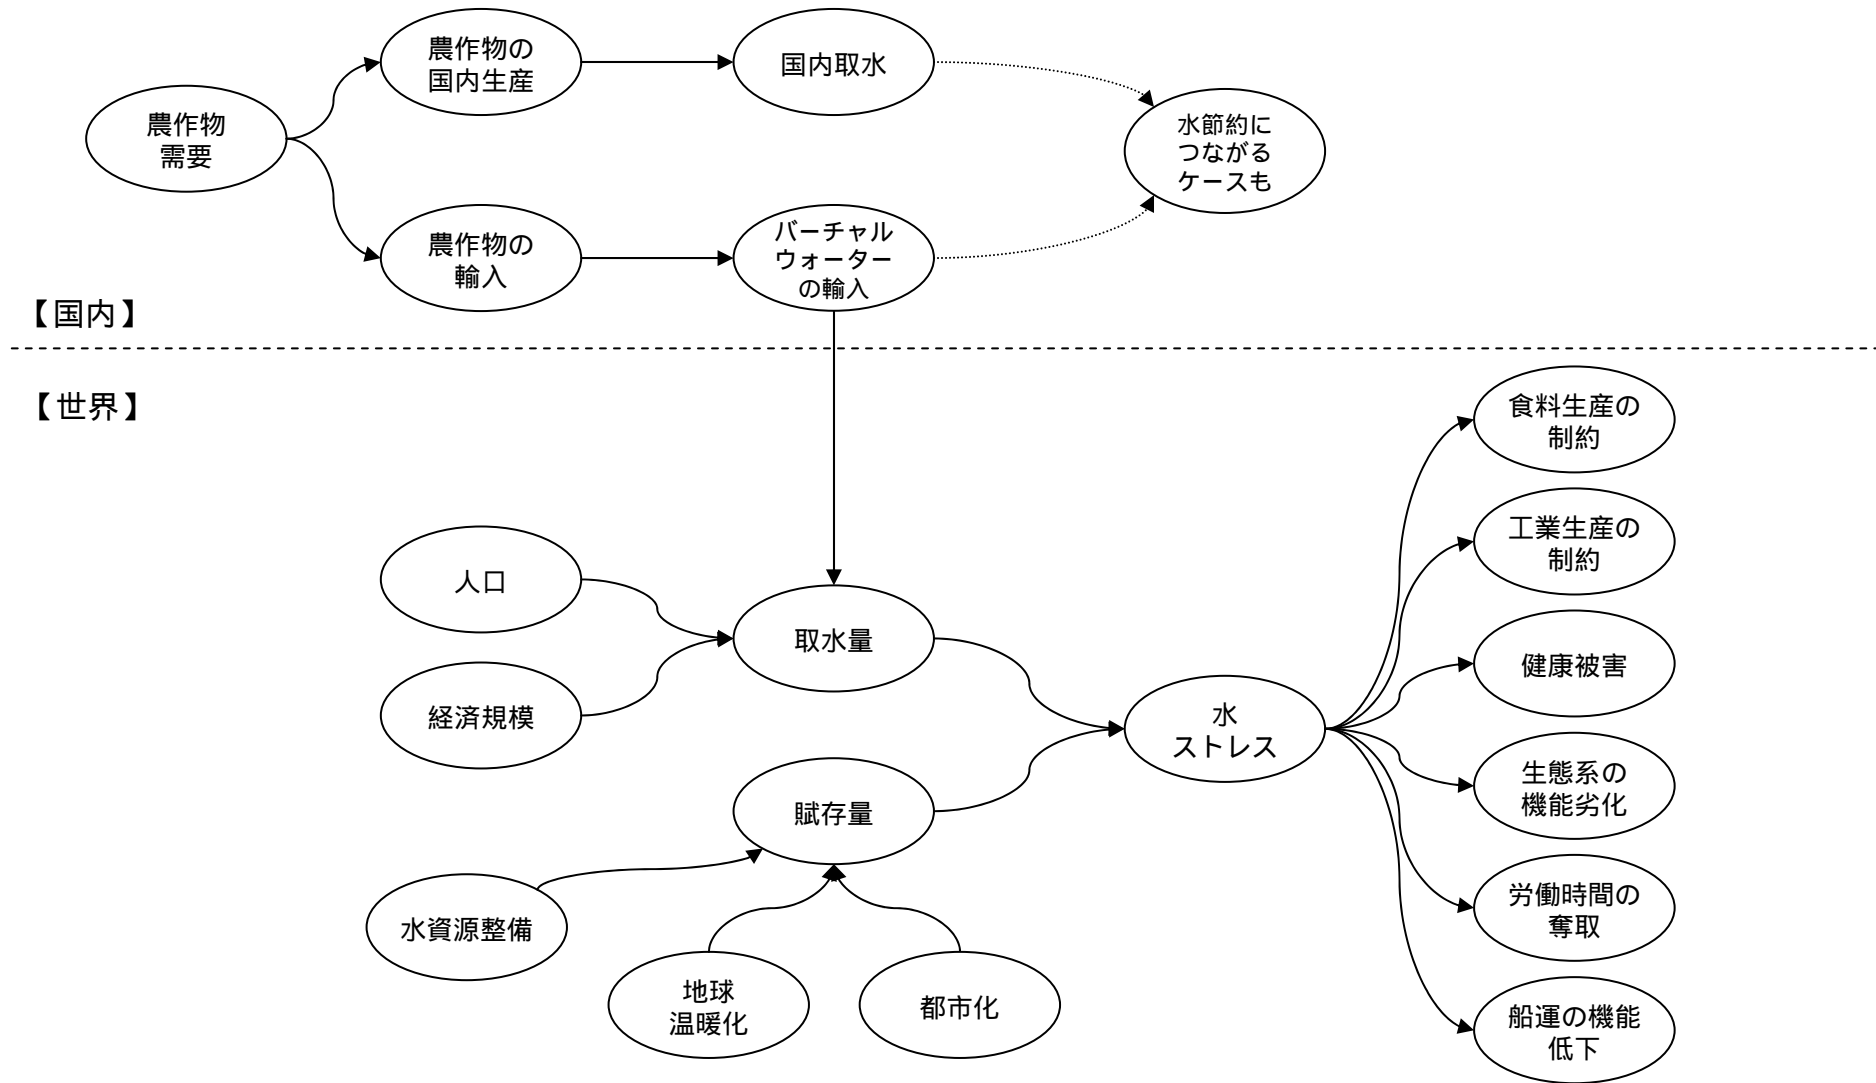 農作物の
国内生産
国内取水
農作物
需要
水節約に
つながる
ケースも
農作物の
輸入
バーチャル
ウォーター
の輸入
【国内】
【世界】
食料生産の
制約
工業生産の
制約
人口
取水量
健康被害
経済規模
水
ストレス
生態系の
機能劣化
賦存量
労働時間の
奪取
水資源整備
地球
温暖化
都市化
船運の機能
低下